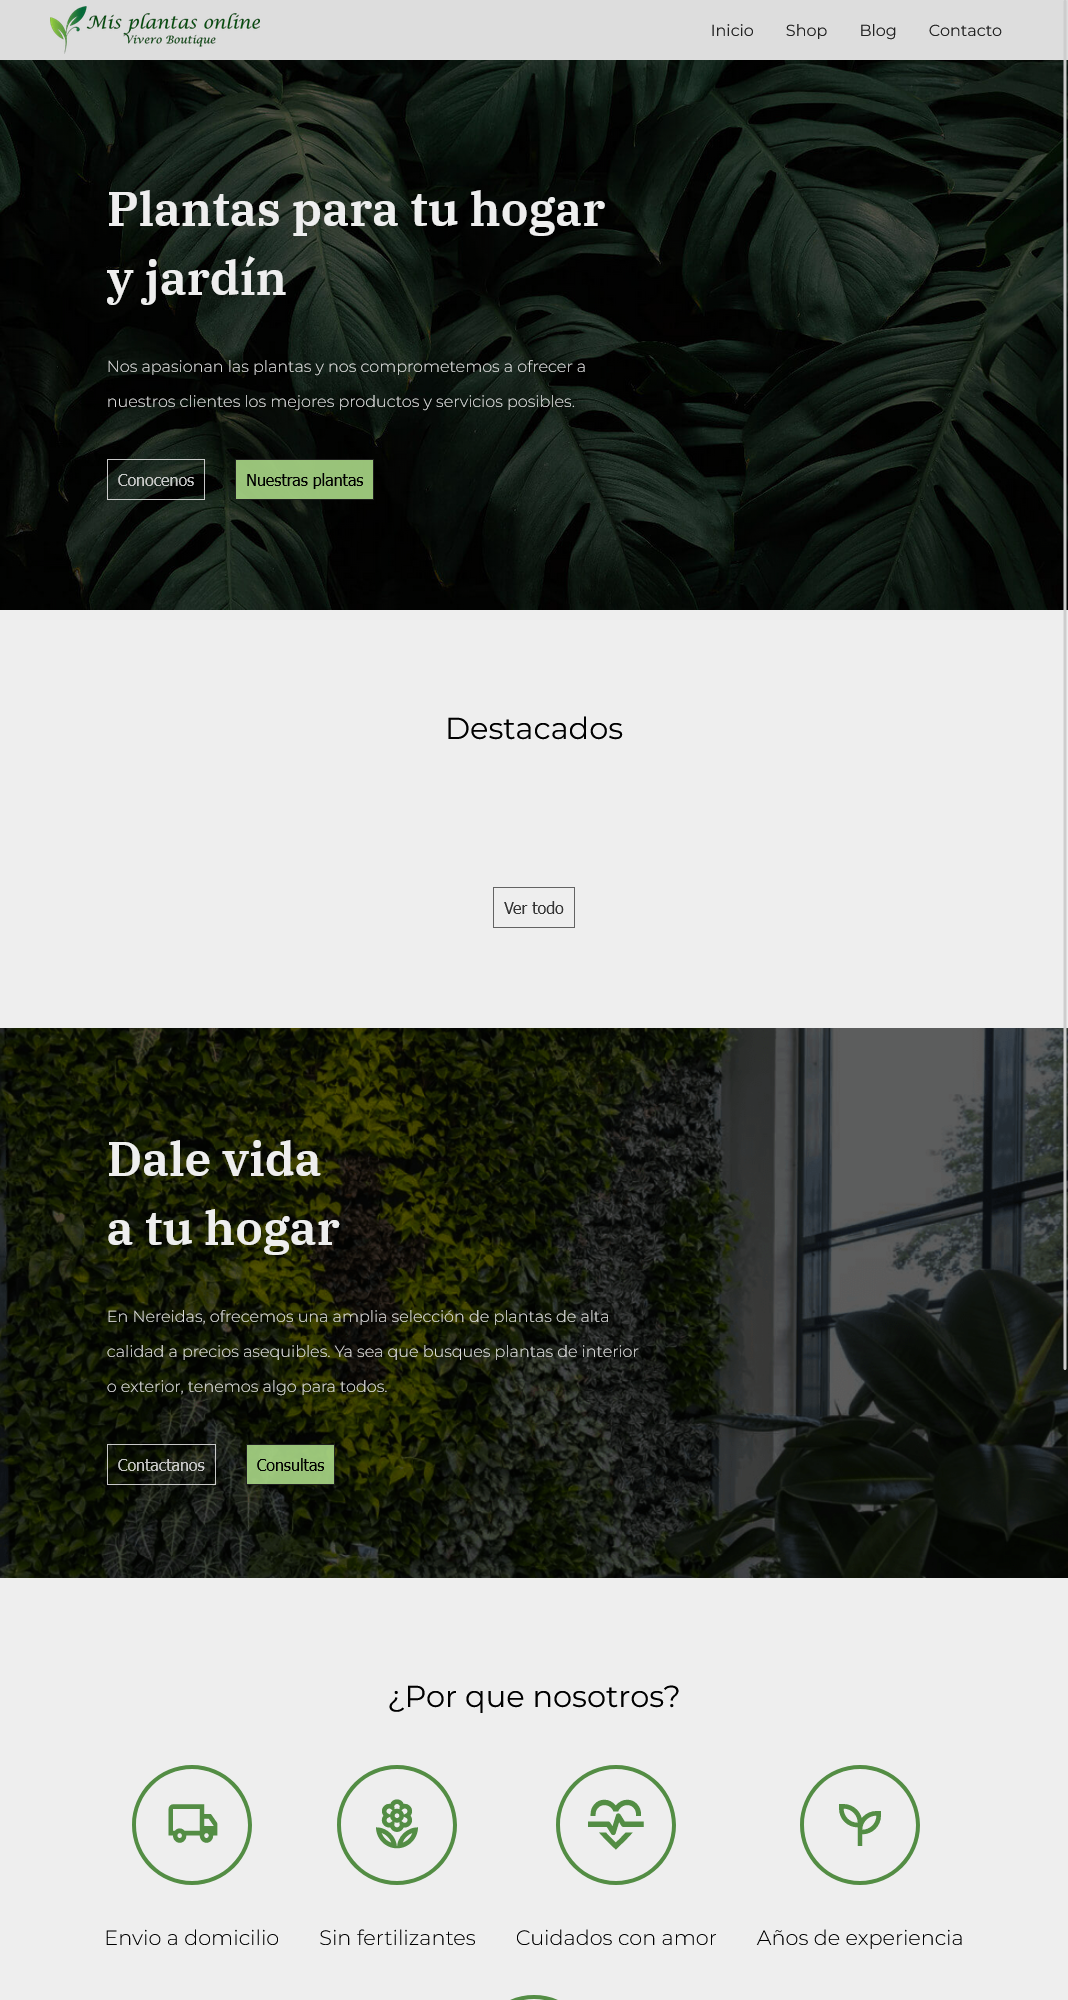 Mis plantas online
Vivero Boutique
Inicio Shop Blog Contacto
Plantas para tu hogar
y jardín
Nos apasionan las plantas y nos comprometemos a ofrecer a
nuestros clientes los mejores productos y servicios posibles.
Conocenos Nuestras plantas
Destacados
Ver todo
Dale vida
a tu hogar
En Nereidas, ofrecemos una amplia selección de plantas de alta
calidad a precios asequibles. Ya sea que busques plantas de interior
o exterior, tenemos algo para todos.
Contactanos Consultas
¿Por que nosotros?
Envio a domicilio Sin fertilizantes Cuidados con amor Años de experiencia